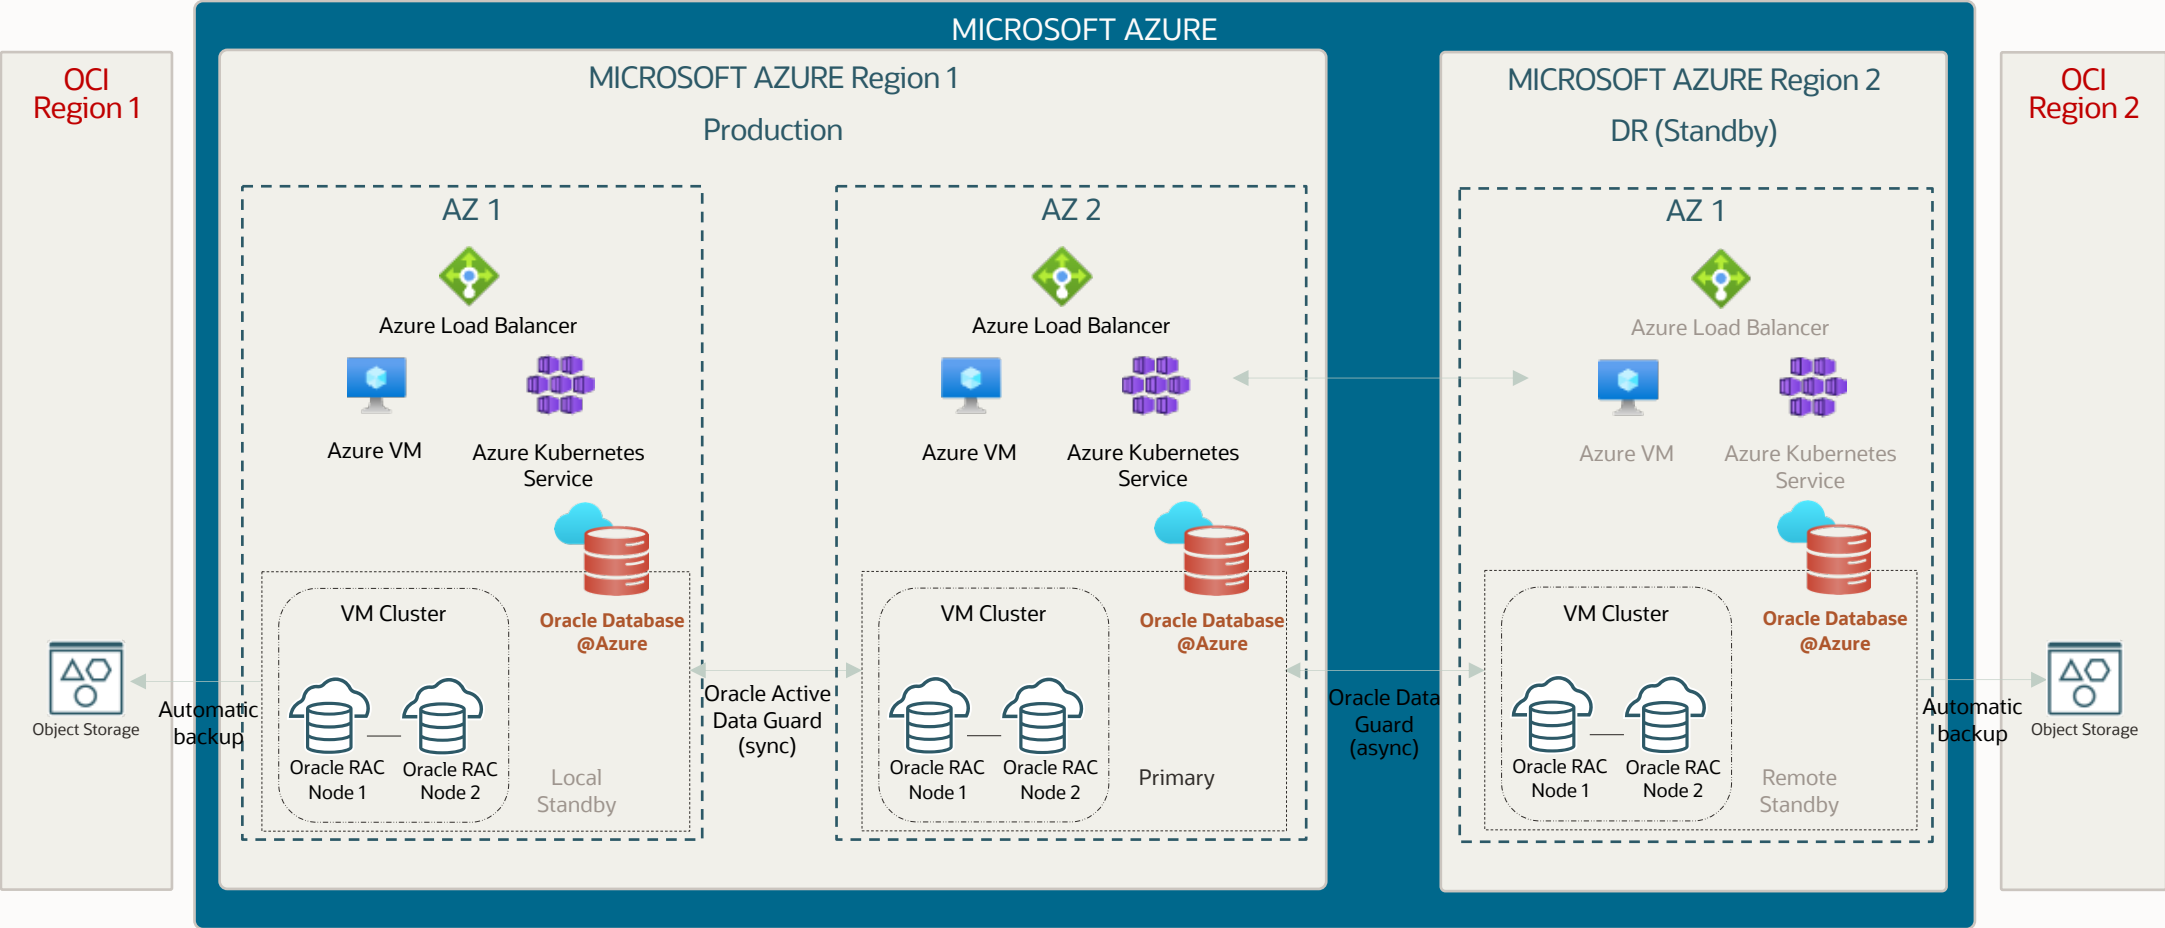 MICROSOFT AZURE
OCI
Region 1
MICROSOFT AZURE Region 1
Production
AZ 1
Azure Load Balancer
Azure VM
Azure Kubernetes
Service
Oracle Database
@Azure
VM Cluster
Oracle RAC
Node 1
Oracle RAC
Node 2
Local
Standby
Object Storage
Automatic
backup
Oracle Active
Data Guard
(sync)
AZ 2
Azure Load Balancer
Azure VM
Azure Kubernetes
Service
Oracle Database
@Azure
VM Cluster
Oracle RAC
Node 1
Oracle RAC
Node 2
Primary
Oracle Data
Guard
(async)
MICROSOFT AZURE Region 2
DR (Standby)
AZ 1
Azure Load Balancer
Azure VM
Azure Kubernetes
Service
Oracle Database
@Azure
VM Cluster
Oracle RAC
Node 1
Oracle RAC
Node 2
Remote
Standby
Automatic
backup
OCI
Region 2
Object Storage